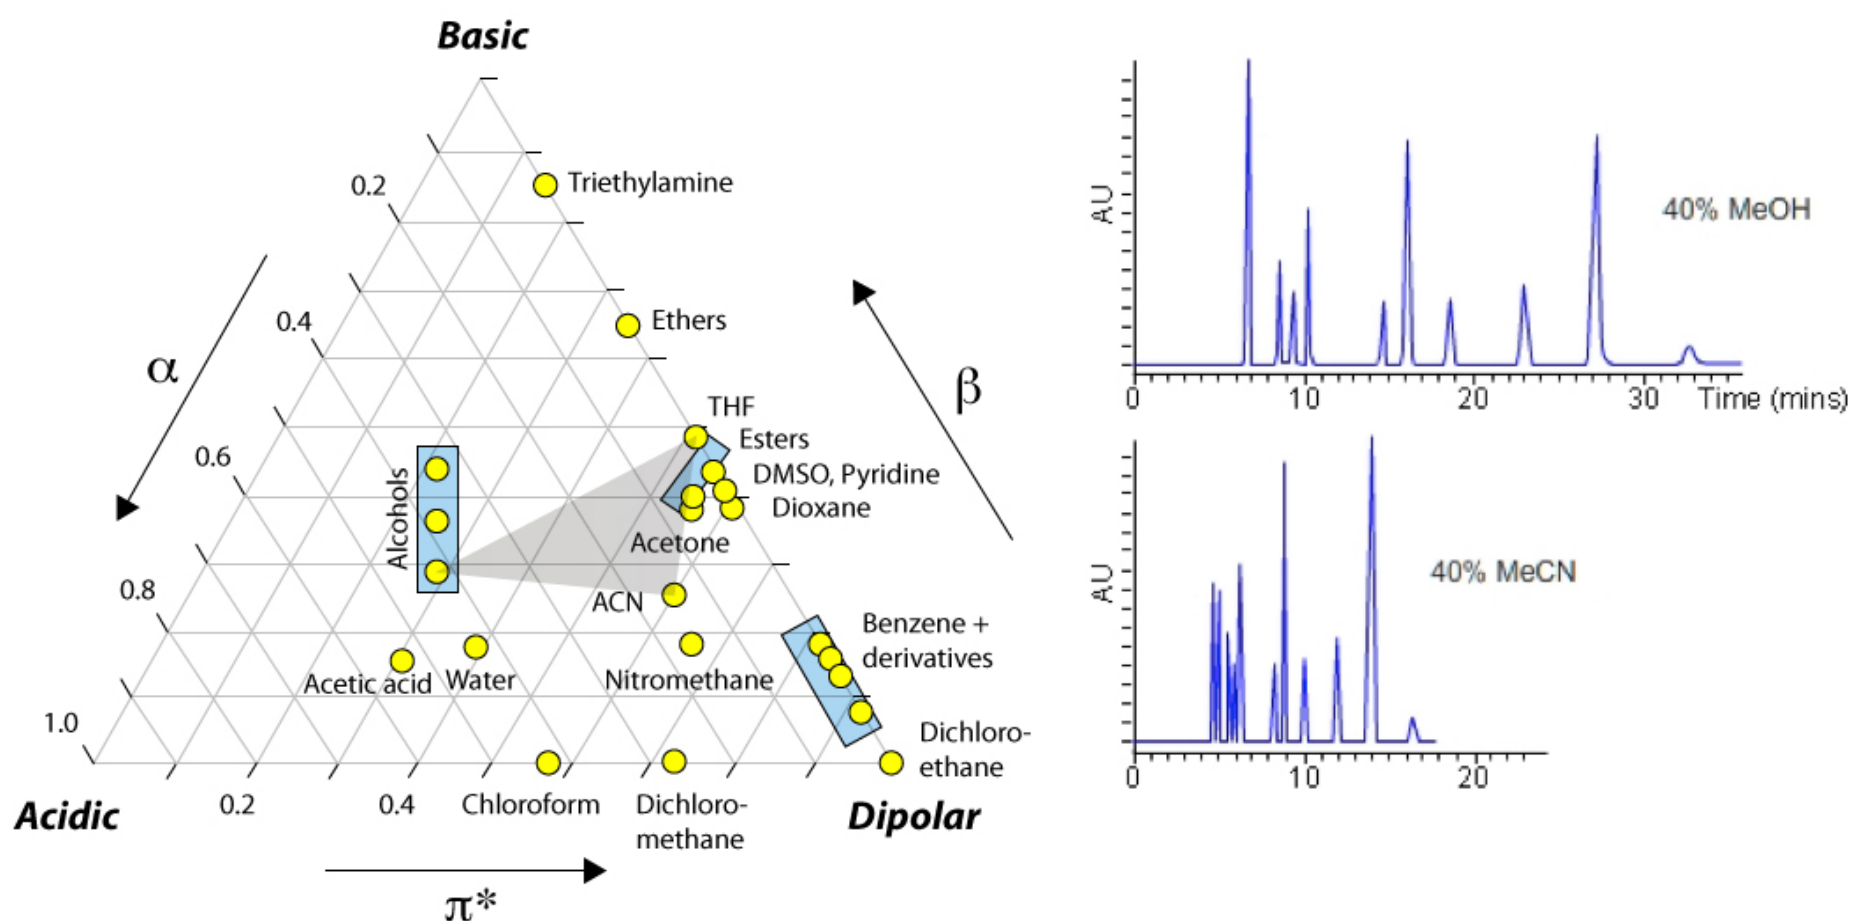 Basic
Triethylamine
0.2
Ethers
0.4
α
β
THF
Esters
DMSO, Pyridine
Dioxane
0.6
Alcohols
Acetone
ACN
0.8
Benzene +
derivatives
Acetic acid
Water
Nitromethane
1.0
Dichloro-
ethane
Acidic
0.2
0.4
Chloroform
Dichloro-
methane
Dipolar
π*
AU
40% MeOH
0
10
20
30
Time (mins)
AU
40% MeCN
0
10
20